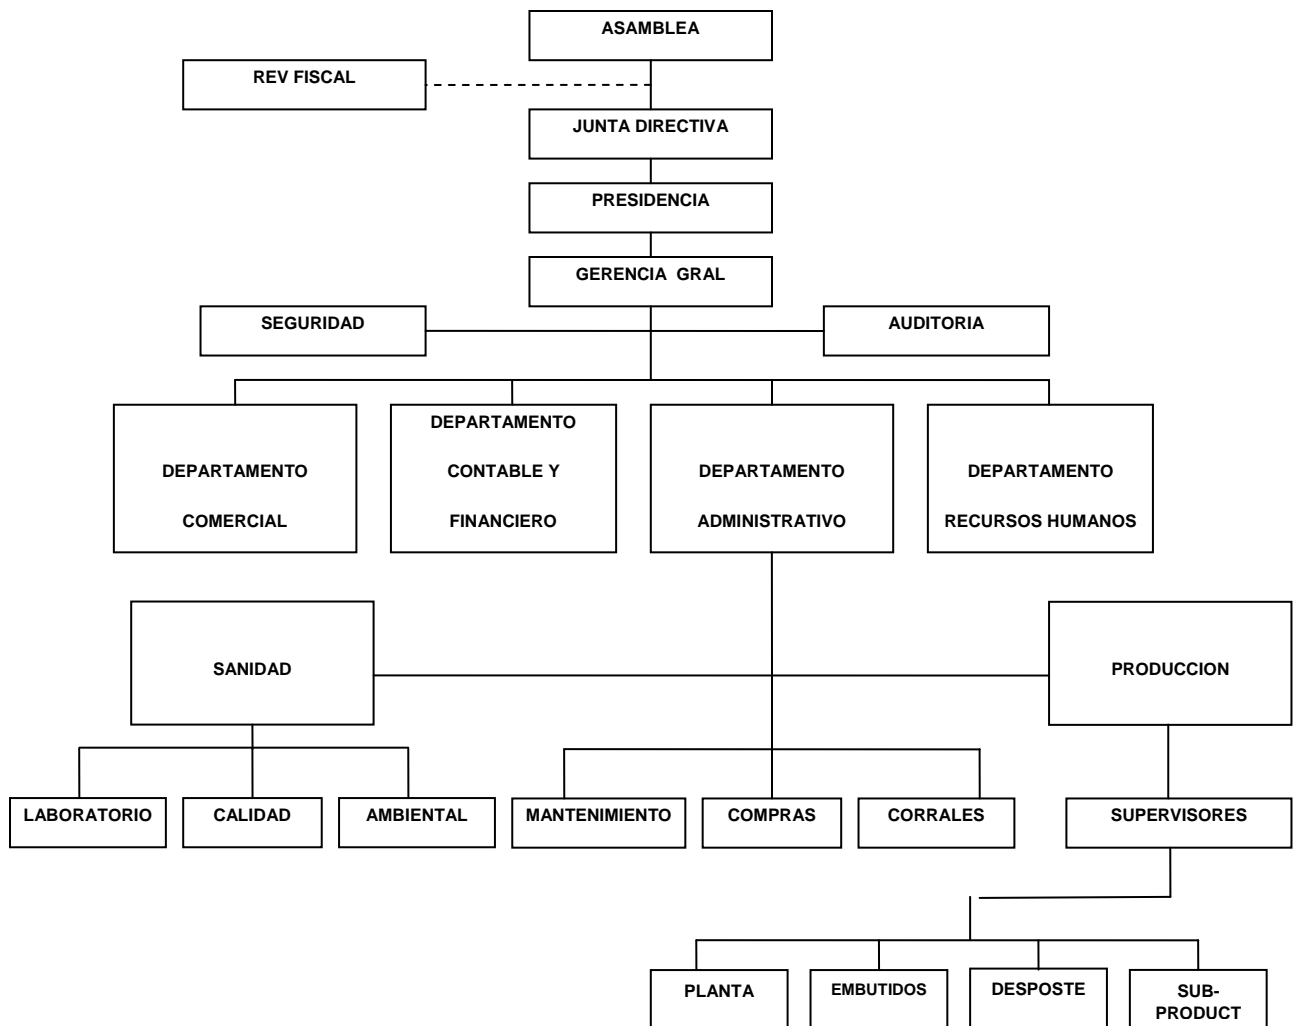 ASAMBLEA
REV FISCAL
JUNTA DIRECTIVA
PRESIDENCIA
GERENCIA GRAL
SEGURIDAD
AUDITORIA
DEPARTAMENTO
COMERCIAL
DEPARTAMENTO
CONTABLE Y
FINANCIERO
DEPARTAMENTO
ADMINISTRATIVO
DEPARTAMENTO
RECURSOS HUMANOS
SANIDAD
PRODUCCION
LABORATORIO
CALIDAD
AMBIENTAL
MANTENIMIENTO
COMPRAS
CORRALES
SUPERVISORES
PLANTA
EMBUTIDOS
DESPOSTE
SUB-
PRODUCT